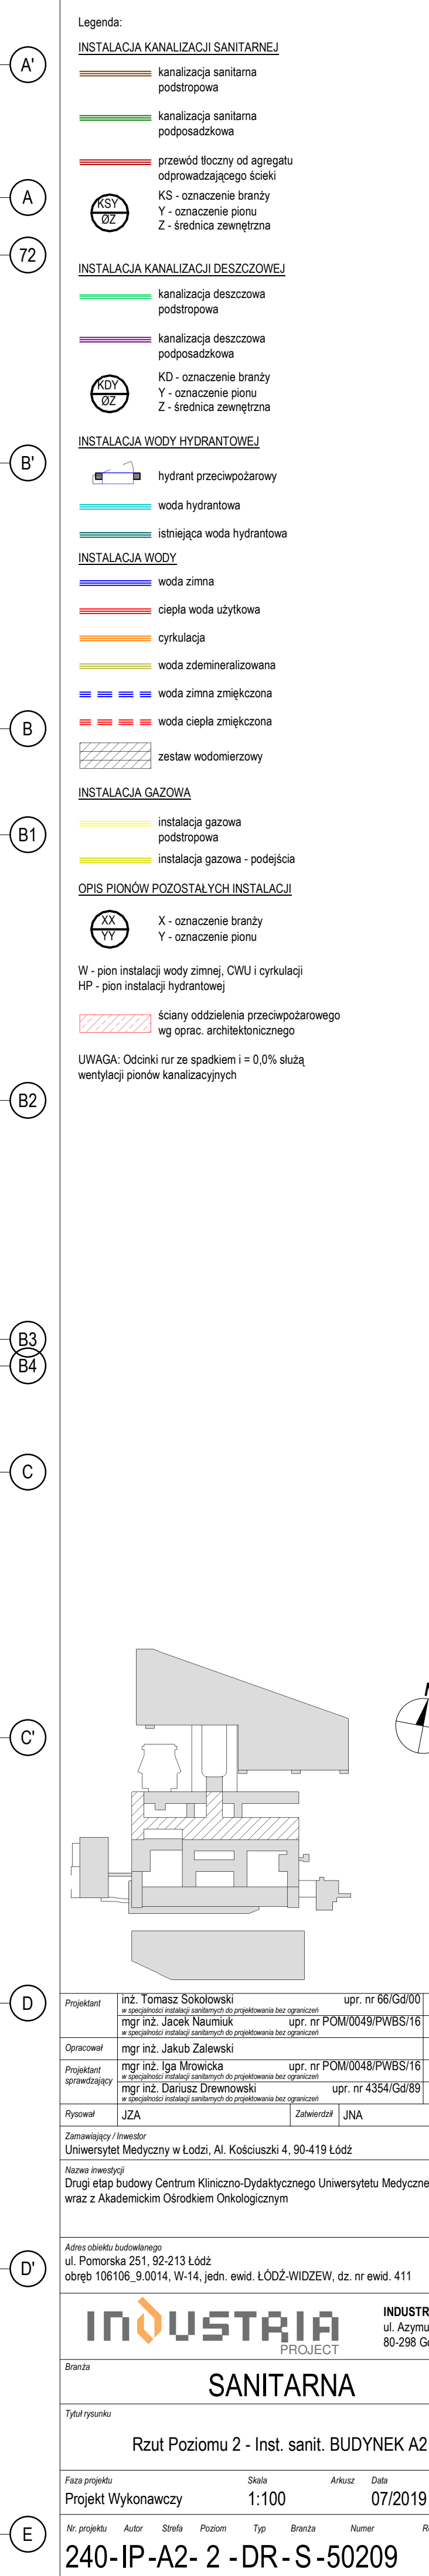 Legenda:
INSTALACJA KANALIZACJI SANITARNEJ
A'
kanalizacja sanitarna
podstropowa
kanalizacja sanitarna
podposadzkowa
przewód tłoczny od agregatu
odprowadzającego ścieki
A
KSY
ØZ
KS - oznaczenie branży
Y - oznaczenie pionu
Z - średnica zewnętrzna
72
INSTALACJA KANALIZACJI DESZCZOWEJ
kanalizacja deszczowa
podstropowa
kanalizacja deszczowa
podposadzkowa
KDY
ØZ
KD - oznaczenie branży
Y - oznaczenie pionu
Z - średnica zewnętrzna
INSTALACJA WODY HYDRANTOWEJ
B'
hydrant przeciwpożarowy
woda hydrantowa
istniejąca woda hydrantowa
INSTALACJA WODY
woda zimna
ciepła woda użytkowa
cyrkulacja
woda zdemineralizowana
woda zimna zmiękczona
woda ciepła zmiękczona
B
zestaw wodomierzowy
INSTALACJA GAZOWA
B1
instalacja gazowa
podstropowa
instalacja gazowa - podejścia
OPIS PIONÓW POZOSTAŁYCH INSTALACJI
XX
YY
X - oznaczenie branży
Y - oznaczenie pionu
W - pion instalacji wody zimnej, CWU i cyrkulacji
HP - pion instalacji hydrantowej
ściany oddzielenia przeciwpożarowego
wg oprac. architektonicznego
UWAGA: Odcinki rur ze spadkiem i = 0,0% służą
wentylacji pionów kanalizacyjnych
B2
B3
B4
C
C'
D
Projektant inż. Tomasz Sokołowski upr. nr 66/Gd/00
w specjalności instalacji sanitarnych do projektowania bez ograniczeń
mgr inż. Jacek Naumiuk upr. nr POM/0049/PWBS/16
w specjalności instalacji sanitarnych do projektowania bez ograniczeń
Opracował mgr inż. Jakub Zalewski
Projektant sprawdzający mgr inż. Iga Mrowicka upr. nr POM/0048/PWBS/16
w specjalności instalacji sanitarnych do projektowania bez ograniczeń
mgr inż. Dariusz Drewnowski upr. nr 4354/Gd/89
w specjalności instalacji sanitarnych do projektowania bez ograniczeń
Rysował JZA Zatwierdził JNA
Zamawiający / Inwestor
Uniwersytet Medyczny w Łodzi, Al. Kościuszki 4, 90-419 Łódź
Nazwa inwestycji
Drugi etap budowy Centrum Kliniczno-Dydaktycznego Uniwersytetu Medyczne
wraz z Akademickim Ośrodkiem Onkologicznym
Adres obiektu budowlanego
D'
ul. Pomorska 251, 92-213 Łódź
obręb 106106_9.0014, W-14, jedn. ewid. ŁÓDŹ-WIDZEW, dz. nr ewid. 411
INDUSTRIA
PROJECT
INDUSTR
ul. Azymu
80-298 G
Branża
SANITARNA
Tytuł rysunku
Rzut Poziomu 2 - Inst. sanit. BUDYNEK A2
Faza projektu Skala Arkusz Data
Projekt Wykonawczy 1:100 07/2019
E
Nr. projektu Autor Strefa Poziom Typ Branża Numer
240-IP-A2- 2 -DR-S-50209